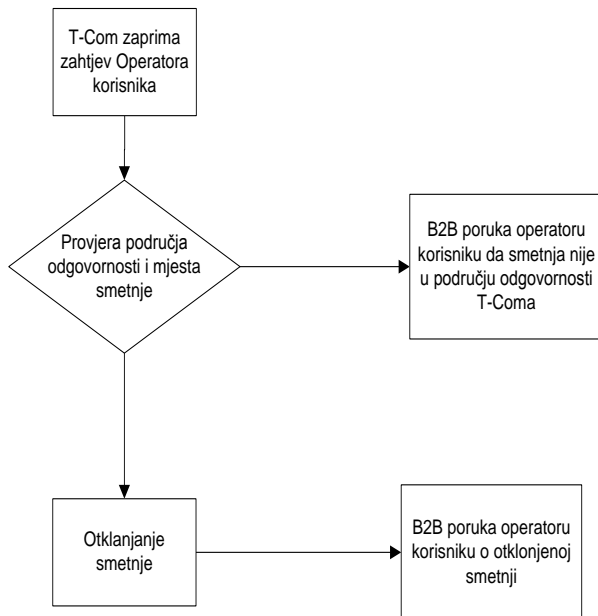 T-Com zaprima
zahtjev Operatora
korisnika
Provjera područja
odgovornosti i mjesta
smetnje
B2B poruka operatoru
korisniku da smetnja nije
u području odgovornosti
T-Coma
Otklanjanje
smetnje
B2B poruka operatoru
korisniku o otklonjenoj
smetnji